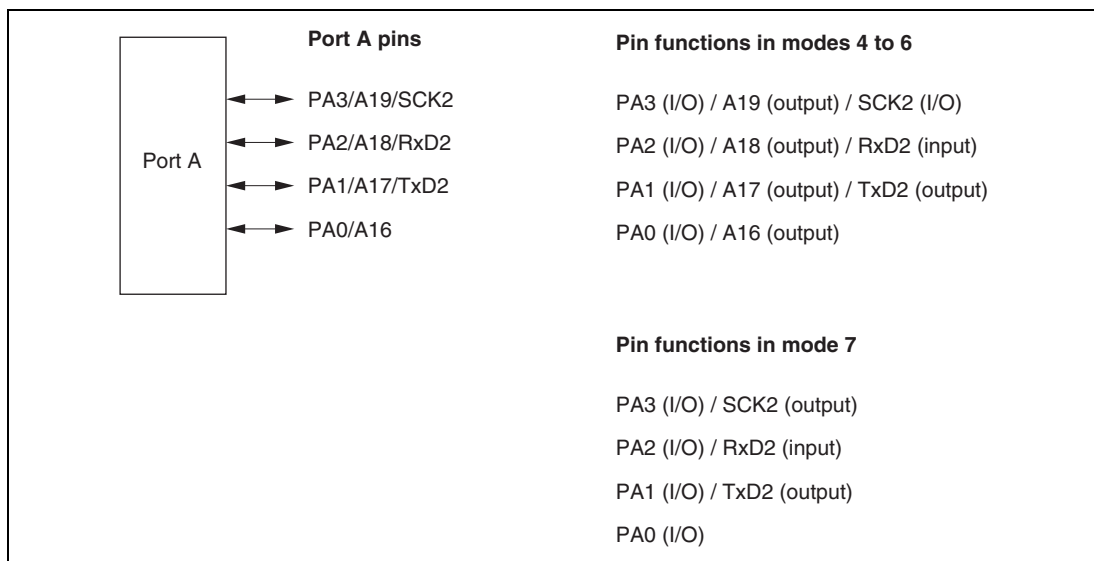 Port A
Port A pins
PA3/A19/SCK2
PA2/A18/RxD2
PA1/A17/TxD2
PA0/A16
Pin functions in modes 4 to 6
PA3 (I/O) / A19 (output) / SCK2 (I/O)
PA2 (I/O) / A18 (output) / RxD2 (input)
PA1 (I/O) / A17 (output) / TxD2 (output)
PA0 (I/O) / A16 (output)
Pin functions in mode 7
PA3 (I/O) / SCK2 (output)
PA2 (I/O) / RxD2 (input)
PA1 (I/O) / TxD2 (output)
PA0 (I/O)